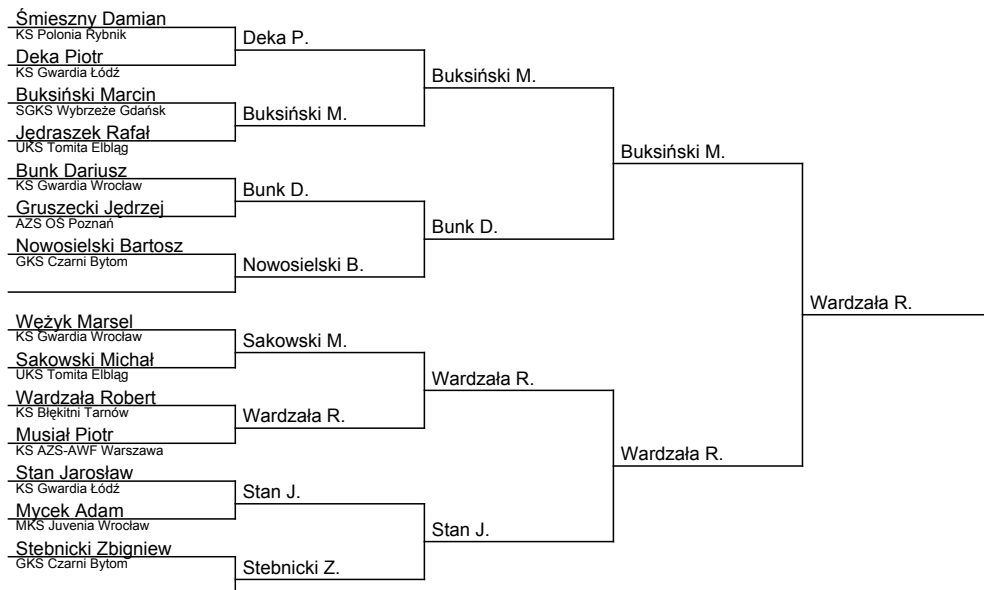 Śmieszny Damian
KS Polonia Rybnik
Deka Piotr
KS Gwardia Łódź
Buksiński Marcin
SGKS Wybrzeże Gdańsk
Jędraszek Rafał
UKS Tomita Elbląg
Bunk Dariusz
KS Gwardia Wrocław
Gruszecki Jędrzej
AZS OŚ Poznań
Nowosielski Bartosz
GKS Czarni Bytom
Wężyk Marsel
KS Gwardia Wrocław
Sakowski Michał
UKS Tomita Elbląg
Wardzała Robert
KS Błękitni Tarnów
Musiał Piotr
KS AZS-AWF Warszawa
Stan Jarosław
KS Gwardia Łódź
Mycek Adam
MKS Juvenia Wrocław
Stebnicki Zbigniew
GKS Czarni Bytom
Deka P.
Buksiński M.
Bunk D.
Nowosielski B.
Sakowski M.
Wardzała R.
Stan J.
Stebnicki Z.
Buksiński M.
Bunk D.
Wardzała R.
Stan J.
Buksiński M.
Wardzała R.
Wardzała R.